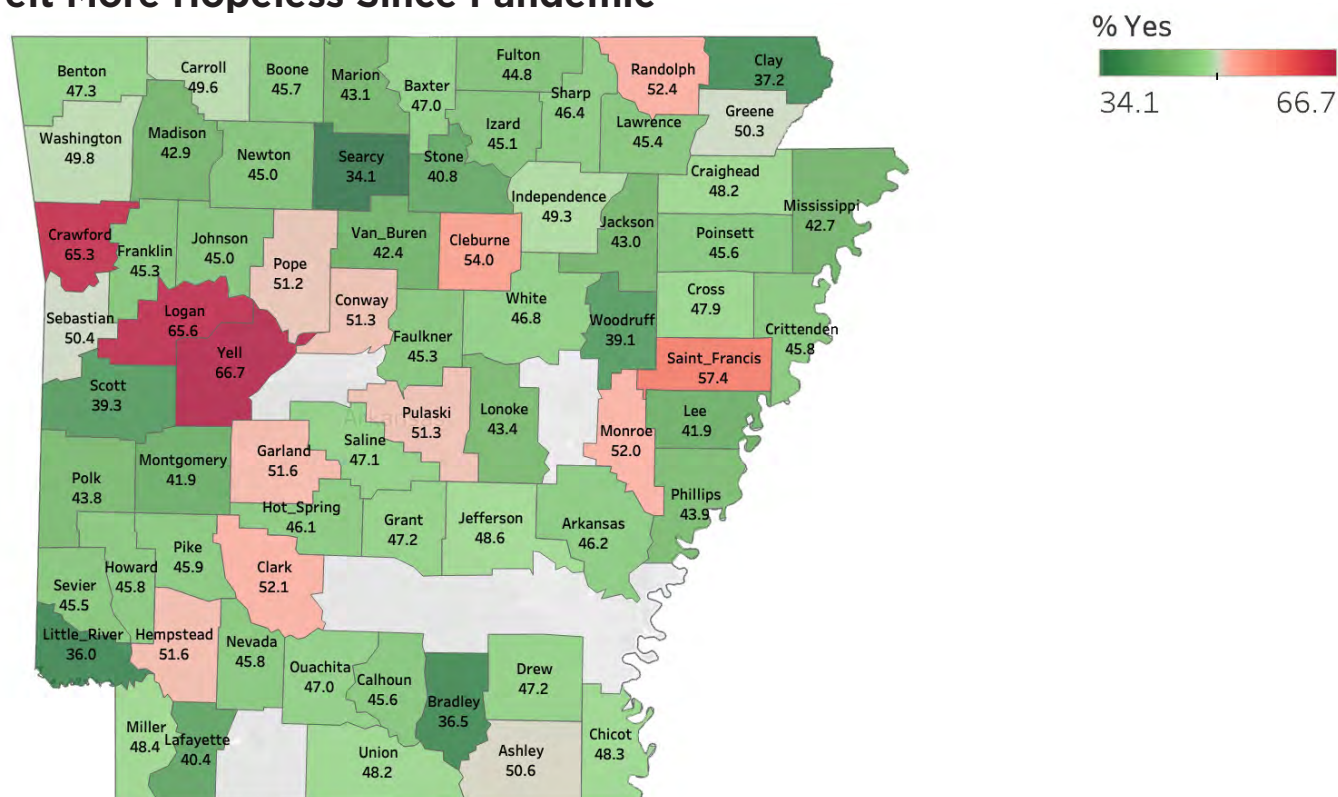 elt More Hopeless Since Pandemic
% Yes
34.1 66.7
Benton
47.3
Carroll
49.6
Boone
45.7
Marion
43.1
Baxter
47.0
Fulton
44.8
Sharp
46.4
Randolph
52.4
Clay
37.2
Greene
50.3
Washington
49.8
Madison
42.9
Newton
45.0
Searcy
34.1
Stone
40.8
Izard
45.1
Lawrence
45.4
Independence
49.3
Craighead
48.2
Mississippi
42.7
Crawford
65.3
Franklin
45.3
Johnson
45.0
Pope
51.2
Van_Buren
42.4
Cleburne
54.0
Jackson
43.0
Poinsett
45.6
Sebastian
50.4
Logan
65.6
Yell
66.7
Conway
51.3
Faulkner
45.3
White
46.8
Woodruff
39.1
Cross
47.9
Crittenden
45.8
Saint_Francis
57.4
Scott
39.3
Arkansas
Pulaski
51.3
Lonoke
43.4
Monroe
52.0
Lee
41.9
Polk
43.8
Montgomery
41.9
Garland
51.6
Saline
47.1
Hot_Spring
46.1
Grant
47.2
Jefferson
48.6
Arkansas
46.2
Phillips
43.9
Sevier
45.5
Howard
45.8
Pike
45.9
Clark
52.1
Little_River
36.0
Hempstead
51.6
Nevada
45.8
Ouachita
47.0
Calhoun
45.6
Bradley
36.5
Drew
47.2
Miller
48.4
Lafayette
40.4
Union
48.2
Ashley
50.6
Chicot
48.3